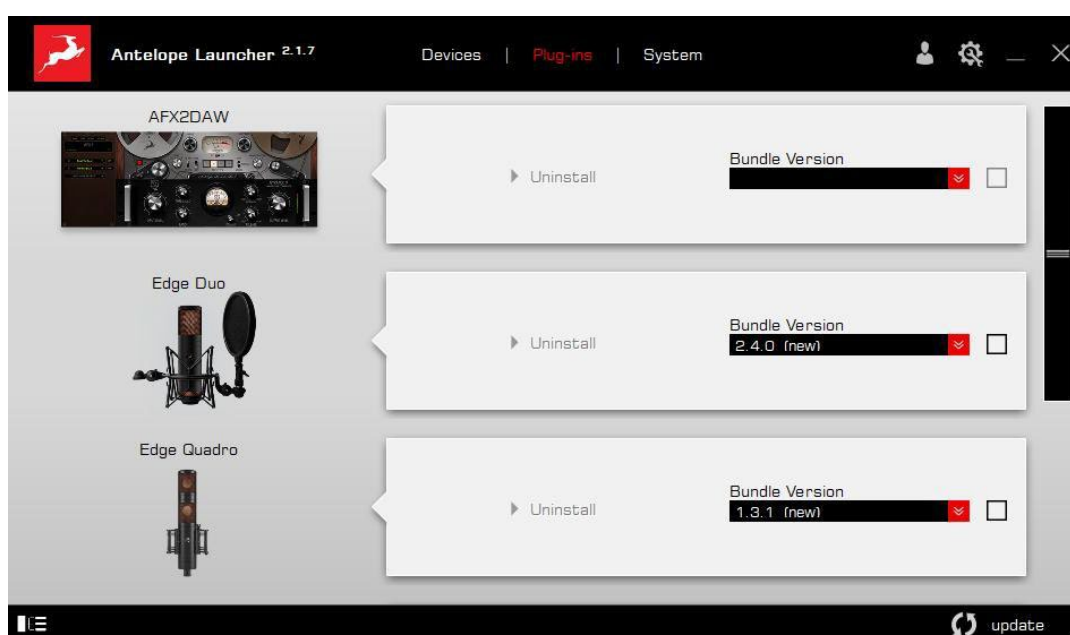 Antelope Launcher 2.1.7
Devices | Plug-ins | System
AFX2DAW
Uninstall
Bundle Version
Edge Duo
Uninstall
Bundle Version
2.4.0 (new)
Edge Quadro
Uninstall
Bundle Version
1.3.1 (new)
update